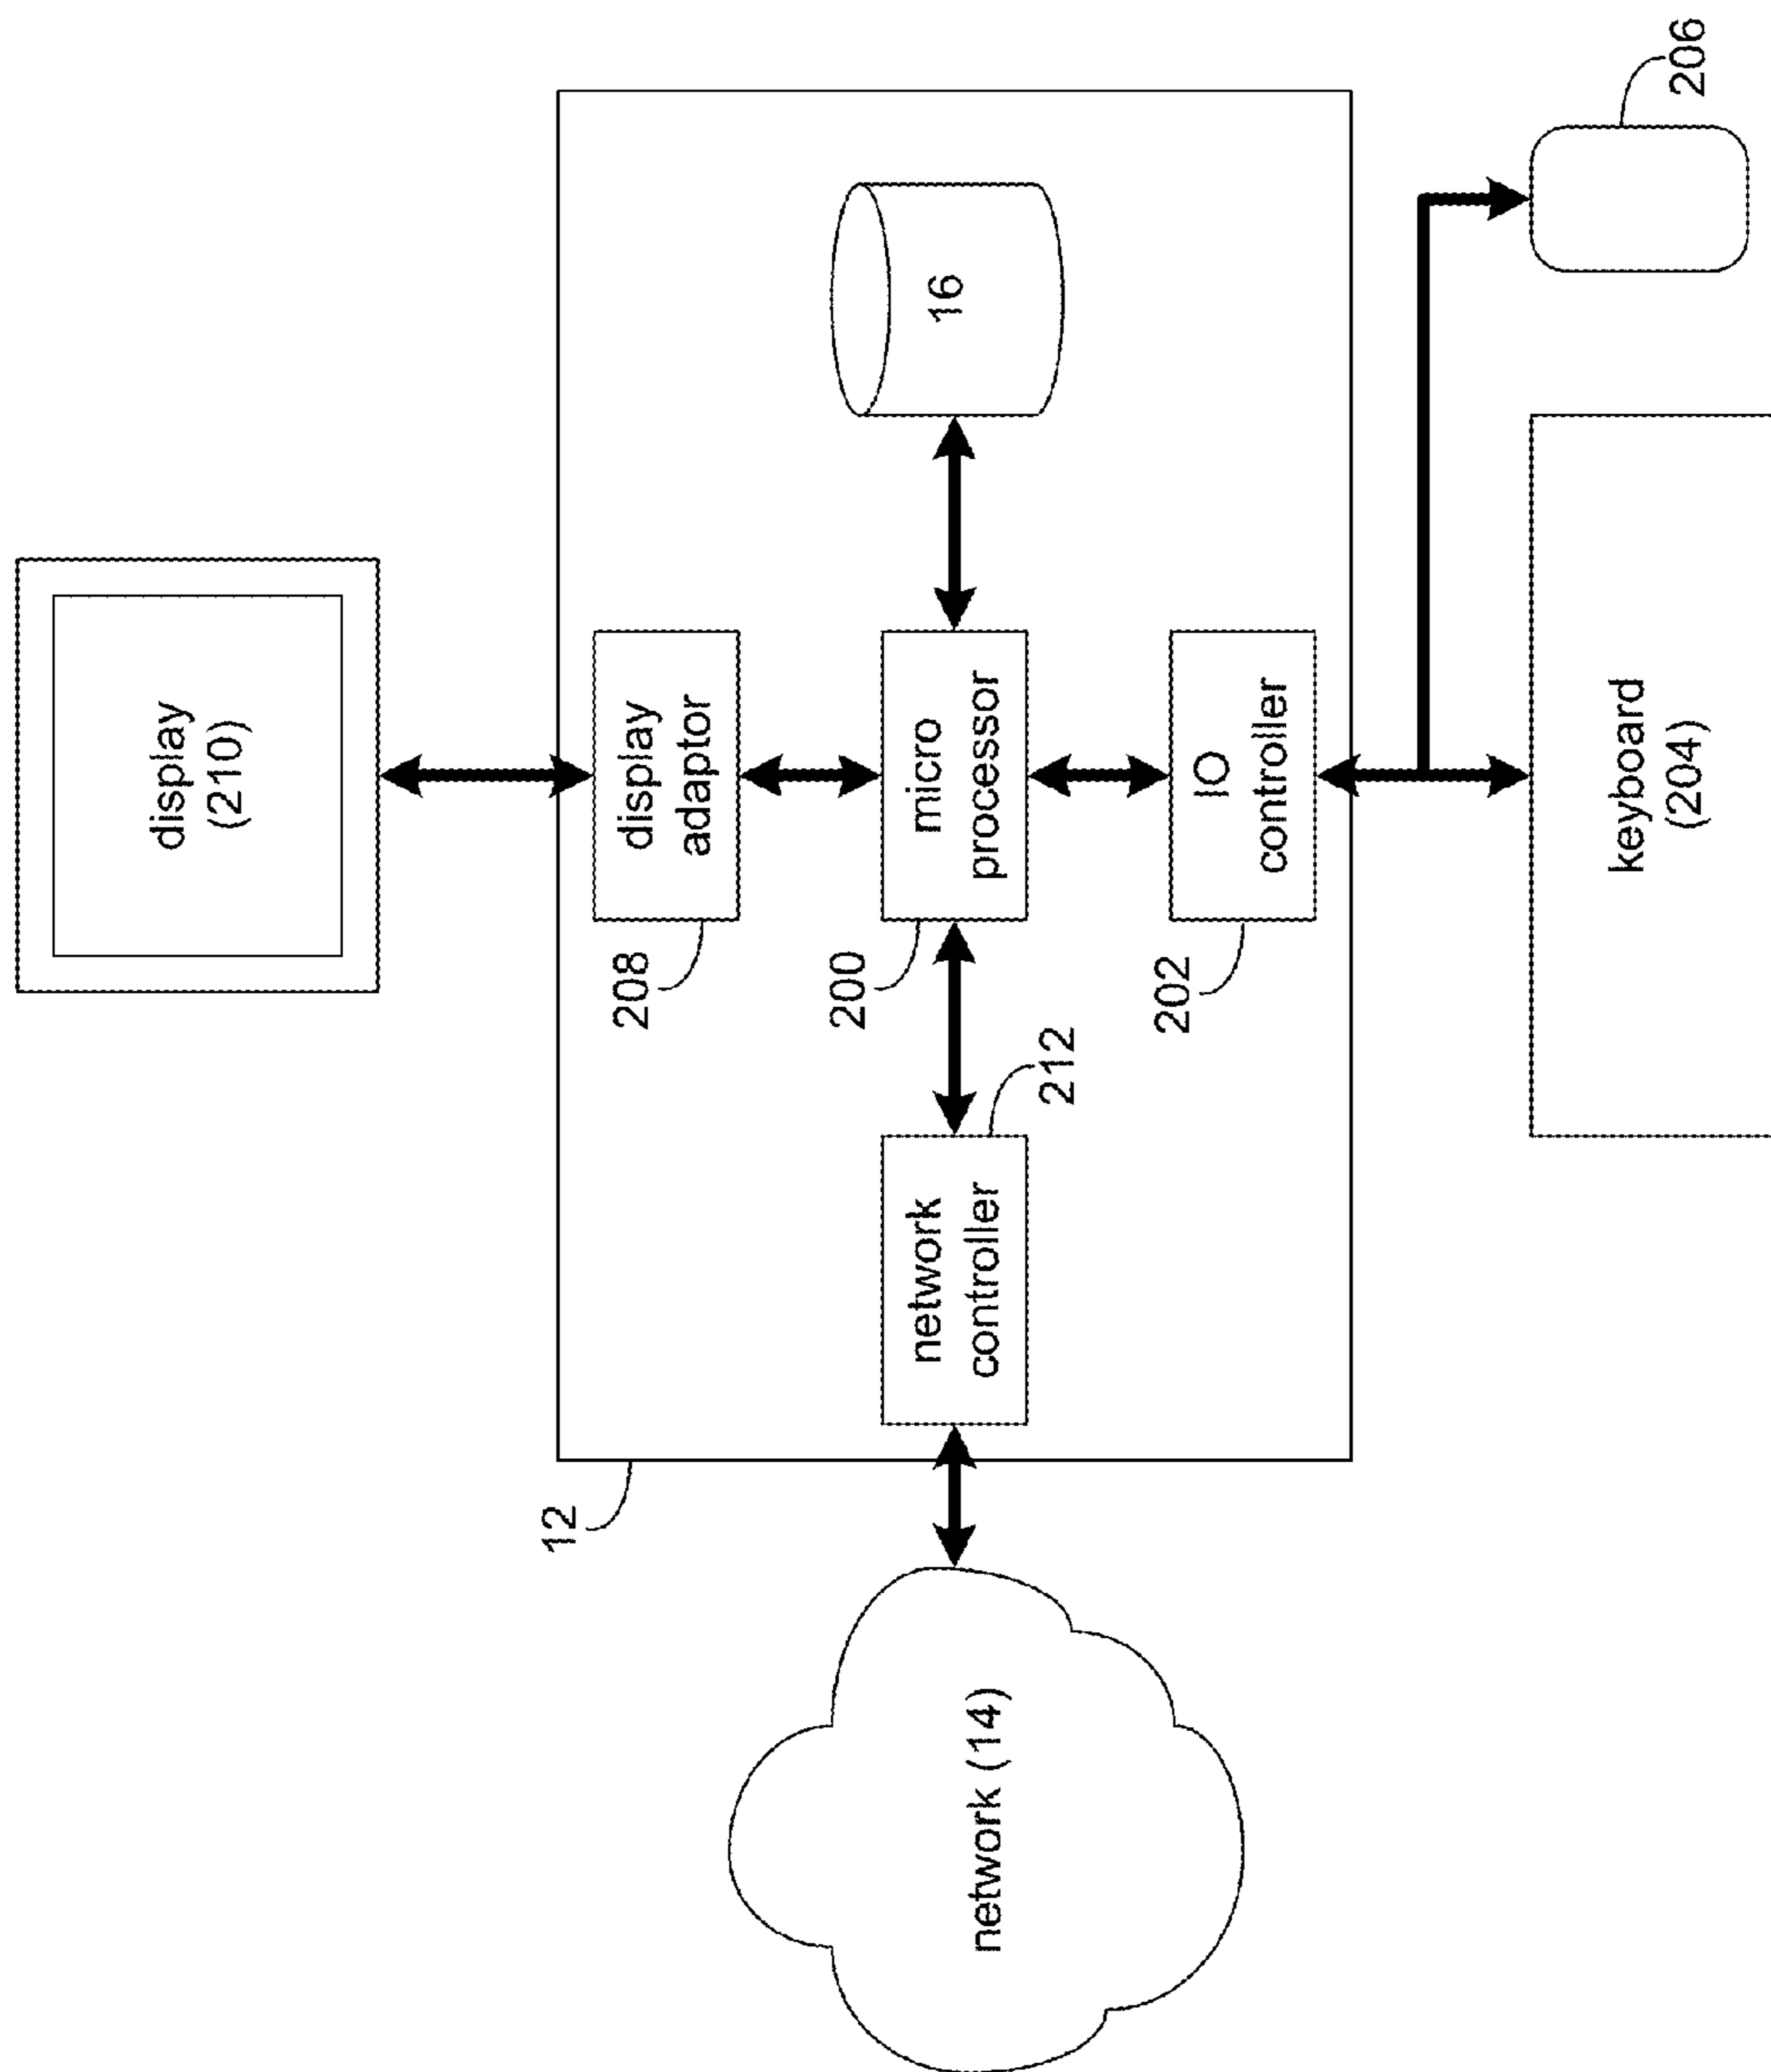 display
(210)
display
adaptor
208
micro
processor
200
16
IO
controller
202
network
controller
212
12
network (14)
keyboard
(204)
206